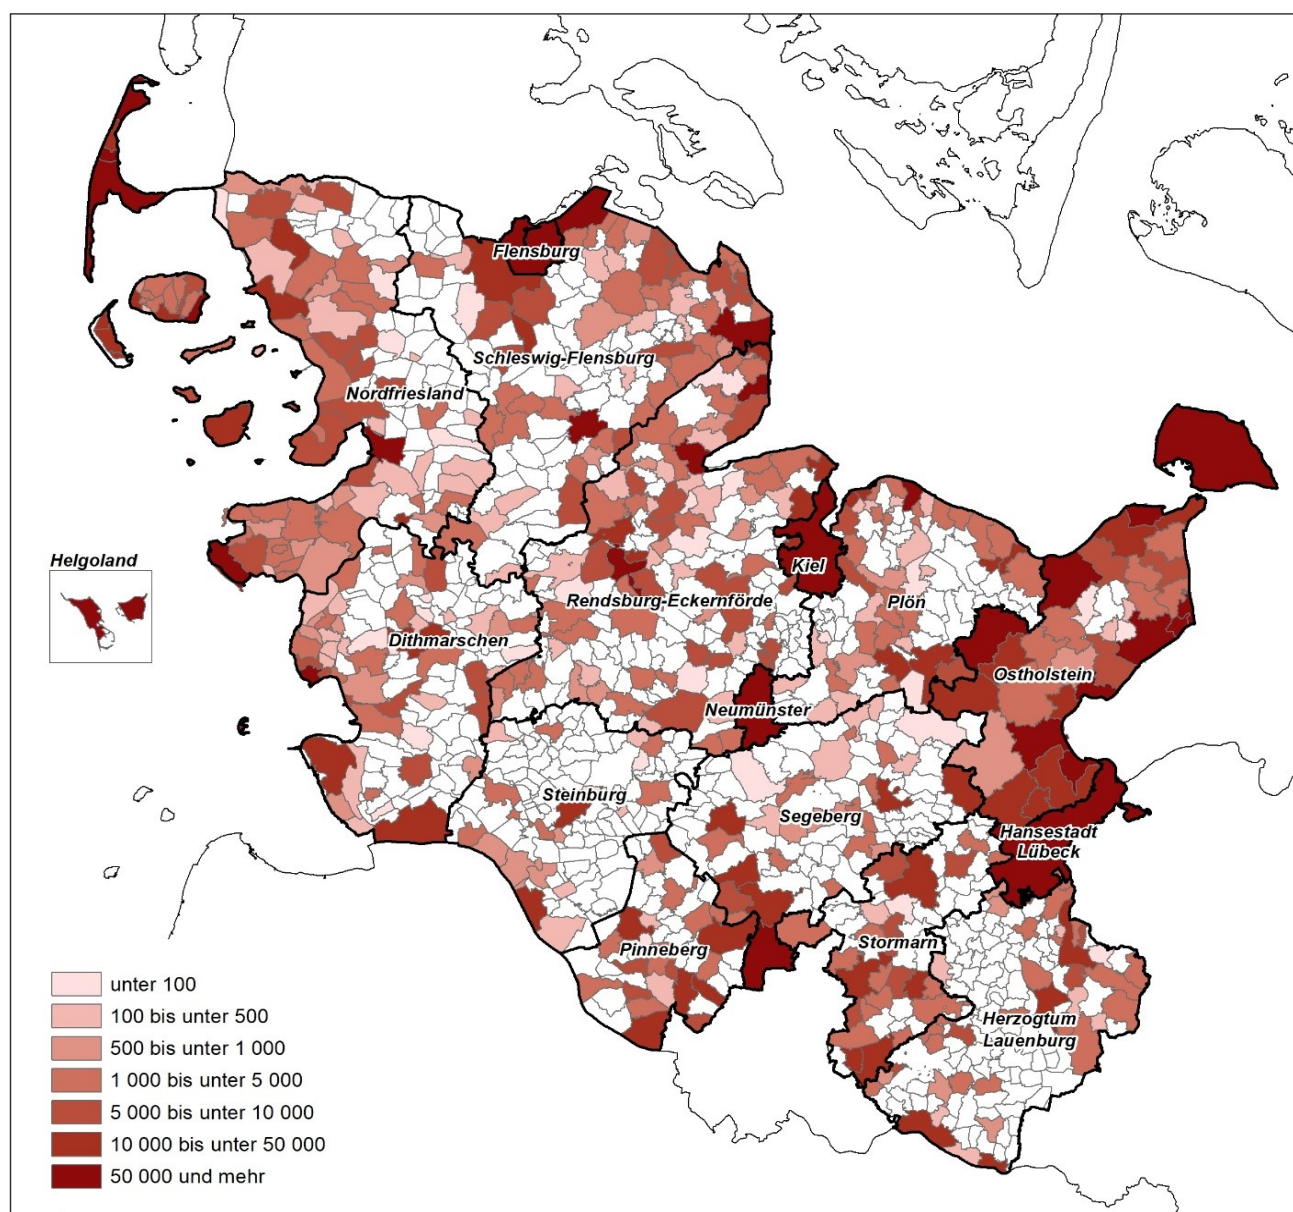 Flensburg
Schleswig-Flensburg
Nordfriesland
Helgoland
Kiel
Rendsburg-Eckernförde
Plön
Dithmarschen
Ostholstein
Neumünster
Steinburg
Segeberg
Hansestadt
Lübeck
Pinneberg
Stormarn
Herzogtum
Lauenburg
unter 100
100 bis unter 500
500 bis unter 1 000
1 000 bis unter 5 000
5 000 bis unter 10 000
10 000 bis unter 50 000
50 000 und mehr